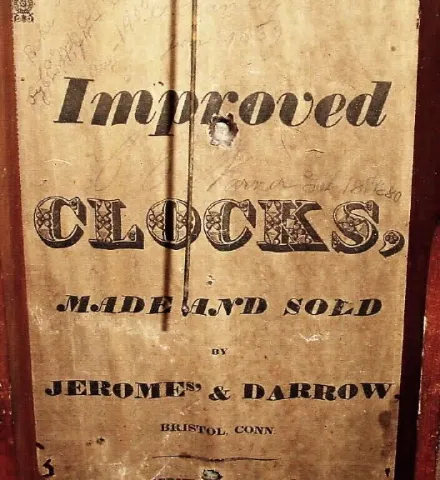 Improved
CLOCKS,
MADE AND SOLD
BY
JEROMES' & DARROW,
BRISTOL, CONN.